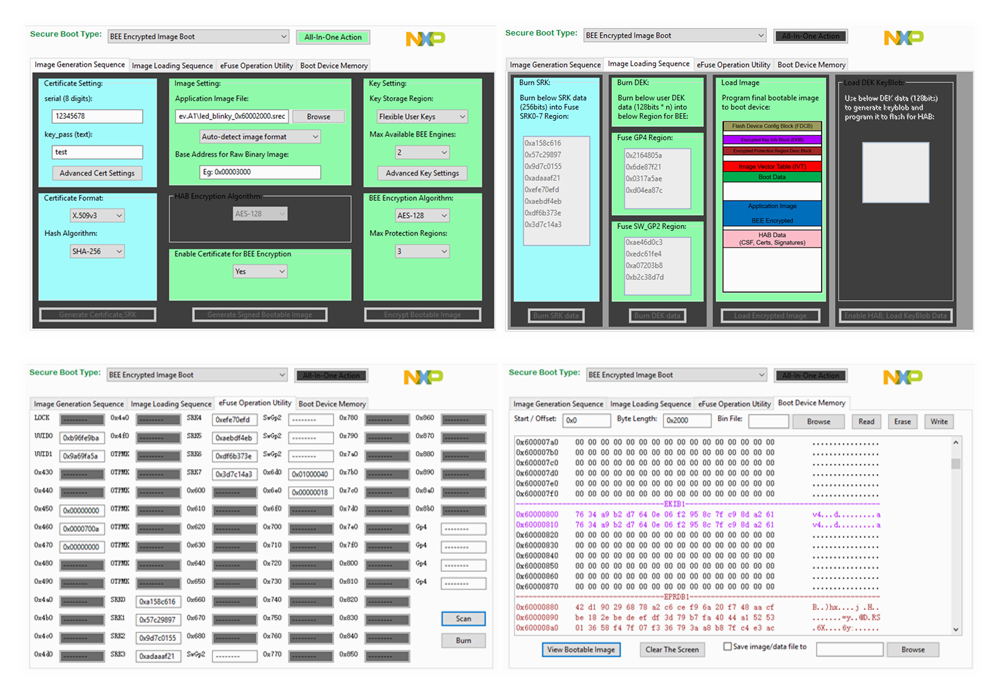 Secure Boot Type: BEE Encrypted Image Boot All-In-One Action NXP
Image Generation Sequence Image Loading Sequence eFuse Operation Utility Boot Device Memory
Certificate Setting: Image Setting: Key Setting:
serial (8 digits): Application Image File: Key Storage Region:
12345678 ev.A1\led_blinky_0x60002000.srec Browse Flexible User Keys
key_pass (text): Auto-detect image format Max Available BEE Engines:
test Base Address for Raw Binary Image: 2
Advanced Cert Settings Eg: 0x00003000 Advanced Key Settings
Certificate Format: HAB Encryption Algorithm: BEE Encryption Algorithm:
X.509v3 AES-128 AES-128
Hash Algorithm: Max Protection Regions:
SHA-256 Enable Certificate for BEE Encryption 3
Yes
Generate Certificate,SRK Generate Signed Bootable Image Encrypt Bootable Image
Secure Boot Type: BEE Encrypted Image Boot All-In-One Action NXP
Image Generation Sequence Image Loading Sequence eFuse Operation Utility Boot Device Memory
Burn SRK: Burn DEK: Load Image Load DEK KeyBlob:
Burn below SRK data (256bits) into Fuse SRK0-7 Region:
0xa158c616
0x57c29897
0x9d7c0155
0xadaaaf21
0xefe70efd
0xaebdf4eb
0xdf6b373e
0x3d7c14a3
Burn SRK data
Burn below user DEK data (128bits * n) into below Region for BEE:
Fuse GP4 Region:
0x2164805a
0x6de87f21
0x0317a5ae
0xd04ea87c
Fuse SW_GP2 Region:
0xae46d0c3
0xedc61fe4
0xa07203b8
0xb2c38d7d
Burn DEK data
Program final bootable image to boot device:
Flash Device Config Block (FDCB)
Image Vector Table (IVT)
Boot Data
Application Image
BEE Encrypted
HAB Data
(CSF, Certs, Signatures)
Load Encrypted Image
Use below DEK data (128bits) to generate keyblob and program it to flash for HAB:
Enable HAB, Load KeyBlob Data
Secure Boot Type: BEE Encrypted Image Boot All-In-One Action NXP
Image Generation Sequence Image Loading Sequence eFuse Operation Utility Boot Device Memory
LOCK -------- 0x4e0 -------- SRK4 0xefe70efd SwGp2 -------- 0x780 -------- 0x860 --------
UUID0 0xb96fe9ba 0x4f0 -------- SRK5 0xaebdf4eb SwGp2 -------- 0x790 -------- 0x870 --------
UUID1 0x9a69fa5a OTPMK -------- SRK6 0xdf6b373e SwGp2 -------- 0x7a0 -------- 0x880 --------
0x430 -------- OTPMK -------- SRK7 0x3d7c14a3 0x6d0 0x01000040 0x7b0 -------- 0x890 --------
0x440 -------- OTPMK -------- 0x600 -------- 0x6e0 0x00000018 0x7c0 -------- 0x8a0 --------
0x450 0x00000000 OTPMK -------- 0x610 -------- 0x6f0 -------- 0x7d0 -------- 0x8b0 --------
0x460 0x0000700a OTPMK -------- 0x620 -------- 0x700 -------- 0x7e0 -------- Gp4 --------
0x470 0x00000000 OTPMK -------- 0x630 -------- 0x710 -------- 0x7f0 -------- Gp4 --------
0x480 -------- OTPMK -------- 0x640 -------- 0x720 -------- 0x800 -------- Gp4 --------
0x490 -------- OTPMK -------- 0x650 -------- 0x730 -------- 0x810 -------- Gp4 --------
0x4a0 -------- SRK0 0xa158c616 0x660 -------- 0x740 -------- 0x820 --------
0x4b0 -------- SRK1 0x57c29897 0x670 -------- 0x750 -------- 0x830 -------- Scan
0x4c0 -------- SRK2 0x9d7c0155 0x680 -------- 0x760 -------- 0x840 -------- Burn
0x4d0 -------- SRK3 0xadaaaf21 SwGp2 -------- 0x770 -------- 0x850 --------
Secure Boot Type: BEE Encrypted Image Boot All-In-One Action NXP
Image Generation Sequence Image Loading Sequence eFuse Operation Utility Boot Device Memory
Start / Offset: 0x0 Byte Length: 0x2000 Bin File: Browse Read Erase Write
0x600007a0 00 00 00 00 00 00 00 00 00 00 00 00 00 00 00 00 ................
0x600007b0 00 00 00 00 00 00 00 00 00 00 00 00 00 00 00 00 ................
0x600007c0 00 00 00 00 00 00 00 00 00 00 00 00 00 00 00 00 ................
0x600007d0 00 00 00 00 00 00 00 00 00 00 00 00 00 00 00 00 ................
0x600007e0 00 00 00 00 00 00 00 00 00 00 00 00 00 00 00 00 ................
0x600007f0 00 00 00 00 00 00 00 00 00 00 00 00 00 00 00 00 ................
EKIB1
0x60000800 76 34 a9 b2 d7 64 0e 06 f2 95 8c 7f c9 8d a2 61 v4...d.........a
0x60000810 76 34 a9 b2 d7 64 0e 06 f2 95 8c 7f c9 8d a2 61 v4...d.........a
0x60000820 00 00 00 00 00 00 00 00 00 00 00 00 00 00 00 00 ................
0x60000830 00 00 00 00 00 00 00 00 00 00 00 00 00 00 00 00 ................
0x60000840 00 00 00 00 00 00 00 00 00 00 00 00 00 00 00 00 ................
0x60000850 00 00 00 00 00 00 00 00 00 00 00 00 00 00 00 00 ................
0x60000860 00 00 00 00 00 00 00 00 00 00 00 00 00 00 00 00 ................
0x60000870 00 00 00 00 00 00 00 00 00 00 00 00 00 00 00 00 ................
EPRDB1
0x60000880 42 d1 90 29 68 78 a2 c6 ce f9 6a 20 f7 48 aa cf B..)hx....j .H..
0x60000890 be 18 2e be de ef df 3d 79 b7 fa 40 44 a1 52 53 .......=y..@D.RS
0x600008a0 01 36 58 f4 7f 07 f3 36 79 3a a8 b8 7f c4 e3 ac .6X....6y:......
View Bootable Image Clear The Screen Save image/data file to Browse